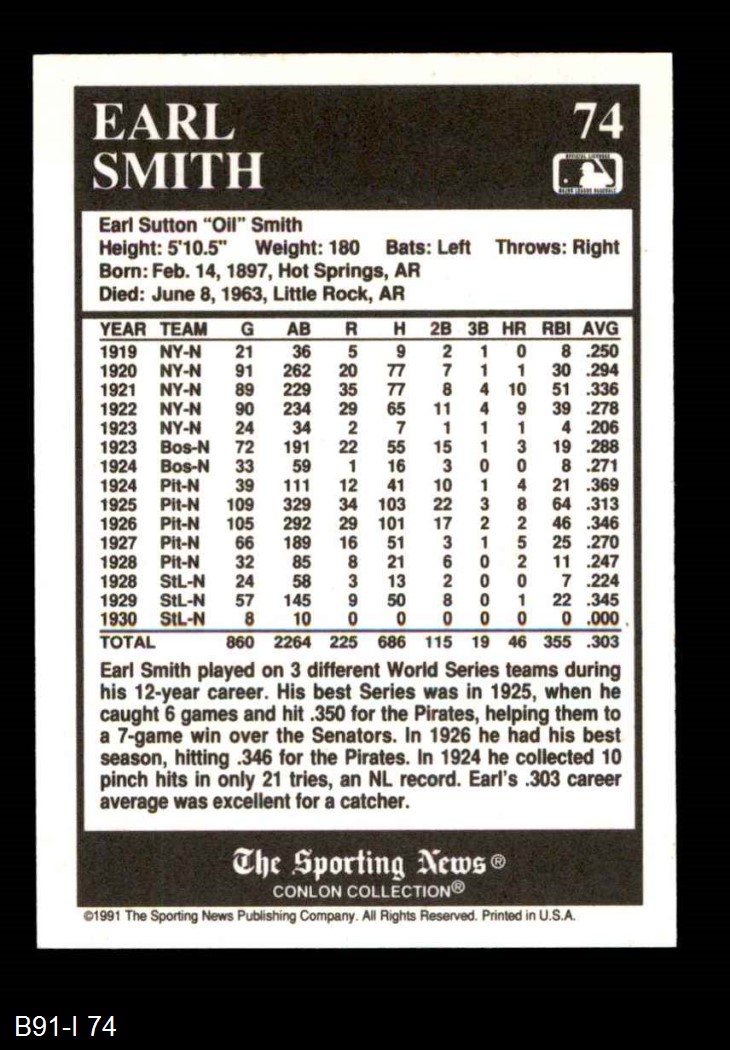 EARL
SMITH
74
OFFICIAL LICENSEE
MAJOR LEAGUE BASEBALL
Earl Sutton “Oil” Smith
Height: 5'10.5" Weight: 180 Bats: Left Throws: Right
Born: Feb. 14, 1897, Hot Springs, AR
Died: June 8, 1963, Little Rock, AR
YEAR TEAM G AB R H 2B 3B HR RBI AVG
1919 NY-N 21 36 5 9 2 1 0 8 .250
1920 NY-N 91 262 20 77 7 1 1 30 .294
1921 NY-N 89 229 35 77 8 4 10 51 .336
1922 NY-N 90 234 29 65 11 4 9 39 .278
1923 NY-N 24 34 2 7 1 1 1 4 .206
1923 Bos-N 72 191 22 55 15 1 3 19 .288
1924 Bos-N 33 59 1 16 3 0 0 8 .271
1924 Pit-N 39 111 12 41 10 1 4 21 .369
1925 Pit-N 109 329 34 103 22 3 8 64 .313
1926 Pit-N 105 292 29 101 17 2 2 46 .346
1927 Pit-N 66 189 16 51 3 1 5 25 .270
1928 Pit-N 32 85 8 21 6 0 2 11 .247
1928 StL-N 24 58 3 13 2 0 0 7 .224
1929 StL-N 57 145 9 50 8 0 1 22 .345
1930 StL-N 8 10 0 0 0 0 0 0 .000
TOTAL 860 2264 225 686 115 19 46 355 .303
Earl Smith played on 3 different World Series teams during
his 12-year career. His best Series was in 1925, when he
caught 6 games and hit .350 for the Pirates, helping them to
a 7-game win over the Senators. In 1926 he had his best
season, hitting .346 for the Pirates. In 1924 he collected 10
pinch hits in only 21 tries, an NL record. Earl's .303 career
average was excellent for a catcher.
The Sporting News®
CONLON COLLECTION®
©1991 The Sporting News Publishing Company. All Rights Reserved. Printed in U.S.A.
B91-I 74